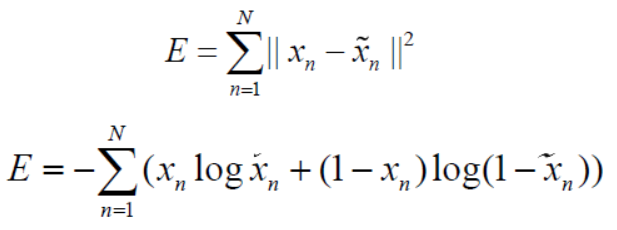 E = ∑_{n=1}^{N} || x_n − x̃_n ||²
E = −∑_{n=1}^{N} (x_n log x̃_n + (1 − x_n) log(1 − x̃_n))